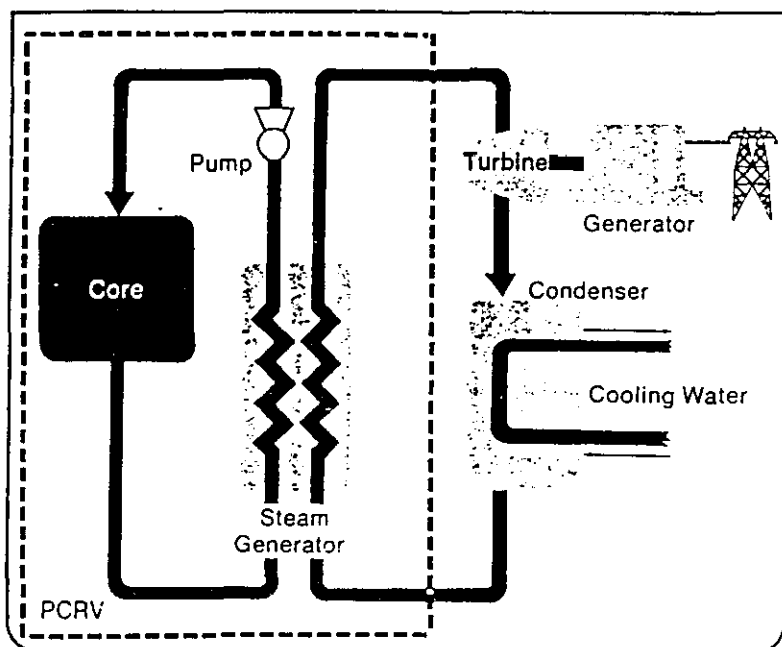 Pump
Turbine
Generator
Core
Condenser
Cooling Water
Steam
Generator
PCRV